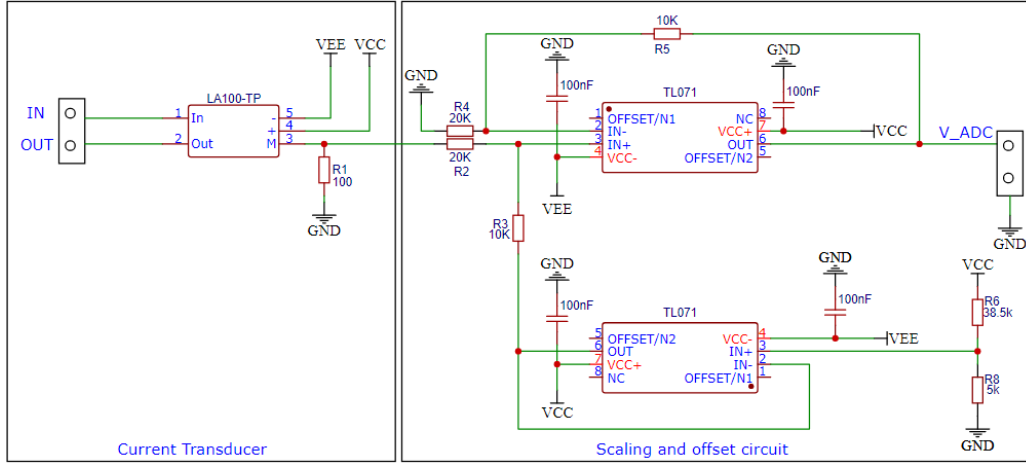 VEE VCC
IN
OUT
LA100-TP
1 In - 5
+ 4
2 Out M 3
R1
100
GND
Current Transducer
10K
R5
GND
GND
GND
100nF
TL071
100nF
R4
20K
20K
R2
1 OFFSET/N1 NC 8
2 IN- VCC+ 7
3 IN+ OUT 6
4 VCC- OFFSET/N2 5
VCC
V_ADC
VEE
GND
R3
10K
GND
100nF
TL071
GND
100nF
VCC
R6
38.5k
5 OFFSET/N2 VCC- 4
6 OUT IN+ 3
7 VCC+ IN- 2
8 NC OFFSET/N1 1
VEE
R8
5k
VCC
GND
Scaling and offset circuit